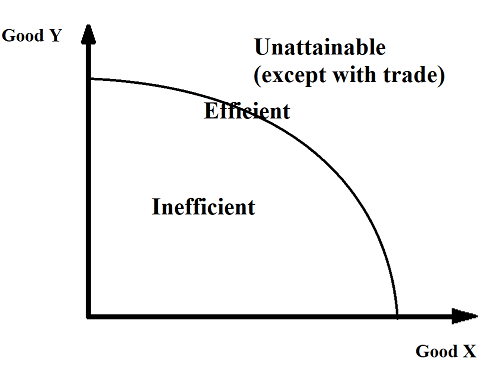 Good Y
Unattainable
(except with trade)
Efficient
Inefficient
Good X